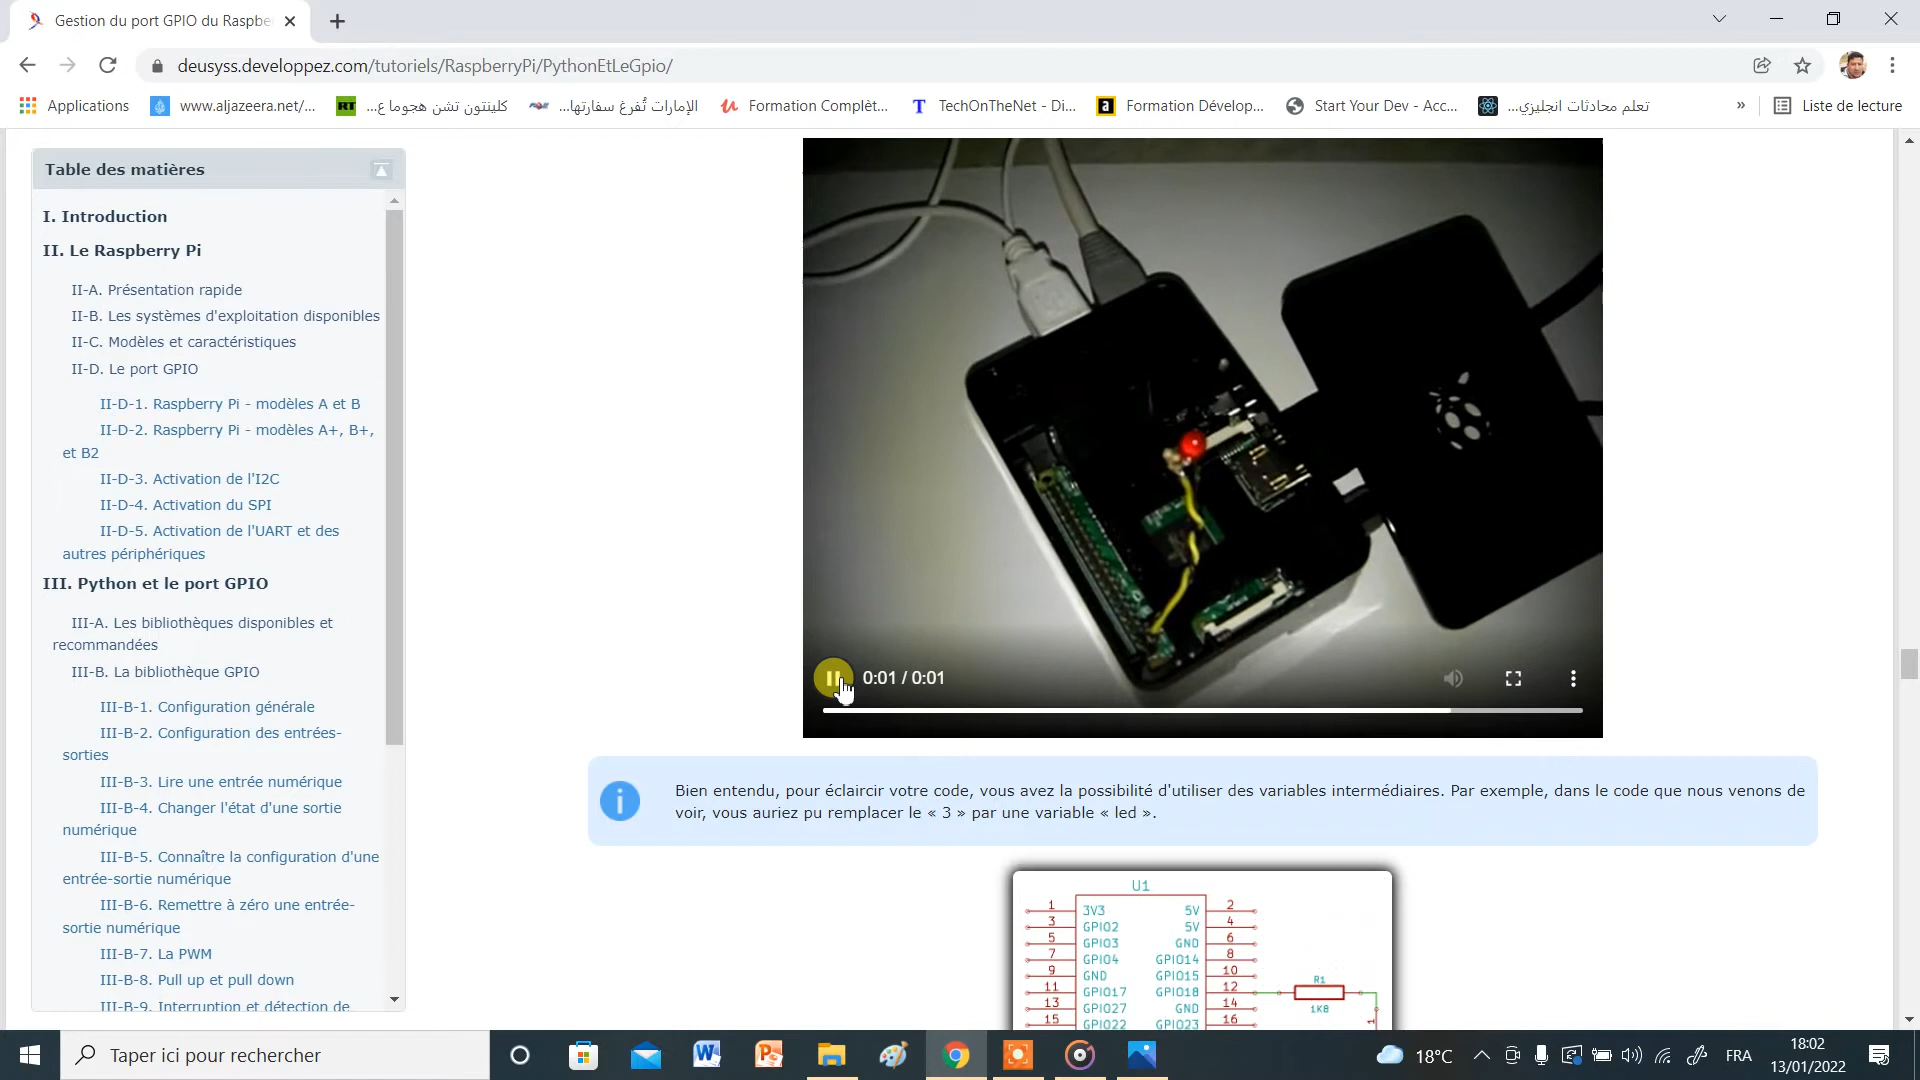 Gestion du port GPIO du Raspbe
deusyss.developpez.com/tutoriels/RaspberryPi/PythonEtLeGpio/
Applications
www.aljazeera.net/...
كلينتون تشن هجوما ع...
الإمارات تُفرغ سفارتها...
Formation Complèt...
TechOnTheNet - Di...
Formation Dévelop...
Start Your Dev - Acc...
تعلم محادثات انجليزي...
»
Liste de lecture
Table des matières
I. Introduction
II. Le Raspberry Pi
II-A. Présentation rapide
II-B. Les systèmes d'exploitation disponibles
II-C. Modèles et caractéristiques
II-D. Le port GPIO
II-D-1. Raspberry Pi - modèles A et B
II-D-2. Raspberry Pi - modèles A+, B+,
et B2
II-D-3. Activation de l'I2C
II-D-4. Activation du SPI
II-D-5. Activation de l'UART et des
autres périphériques
III. Python et le port GPIO
III-A. Les bibliothèques disponibles et
recommandées
III-B. La bibliothèque GPIO
III-B-1. Configuration générale
III-B-2. Configuration des entrées-
sorties
III-B-3. Lire une entrée numérique
III-B-4. Changer l'état d'une sortie
numérique
III-B-5. Connaître la configuration d'une
entrée-sortie numérique
III-B-6. Remettre à zéro une entrée-
sortie numérique
III-B-7. La PWM
III-B-8. Pull up et pull down
III-B-9. Interruption et détection de
0:01 / 0:01
Bien entendu, pour éclaircir votre code, vous avez la possibilité d'utiliser des variables intermédiaires. Par exemple, dans le code que nous venons de
voir, vous auriez pu remplacer le « 3 » par une variable « led ».
U1
1 3V3 5V 2
3 GPIO2 5V 4
5 GPIO3 GND 6
7 GPIO4 GPIO14 8
9 GND GPIO15 10
11 GPIO17 GPIO18 12
13 GPIO27 GND 14
15 GPIO22 GPIO23 16
R1
1K8
1
Taper ici pour rechercher
18°C
FRA
18:02
13/01/2022